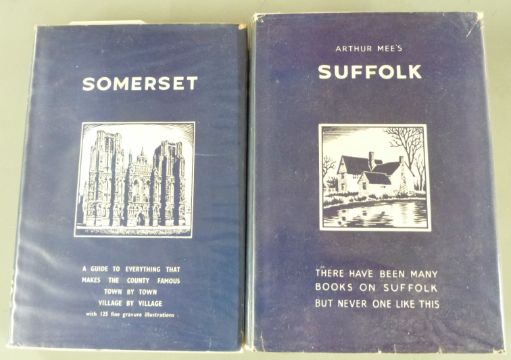 SOMERSET
A GUIDE TO EVERYTHING THAT
MAKES THE COUNTY FAMOUS
TOWN BY TOWN
VILLAGE BY VILLAGE
with 125 fine gravure illustrations
ARTHUR MEE'S
SUFFOLK
THERE HAVE BEEN MANY
BOOKS ON SUFFOLK
BUT NEVER ONE LIKE THIS